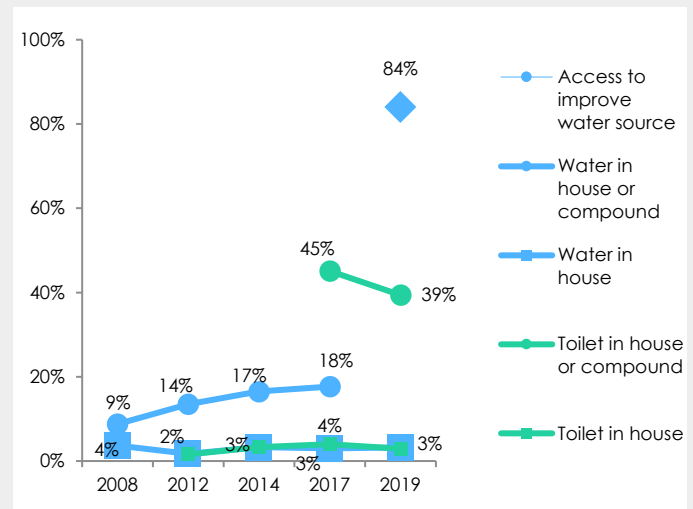 100%
80%
60%
40%
20%
0%
84%
45%
39%
9%
14%
17%
18%
4%
2%
3%
4%
3%
3%
2008 2012 2014 2017 2019
Access to
improve
water source
Water in
house or
compound
Water in
house
Toilet in house
or compound
Toilet in house